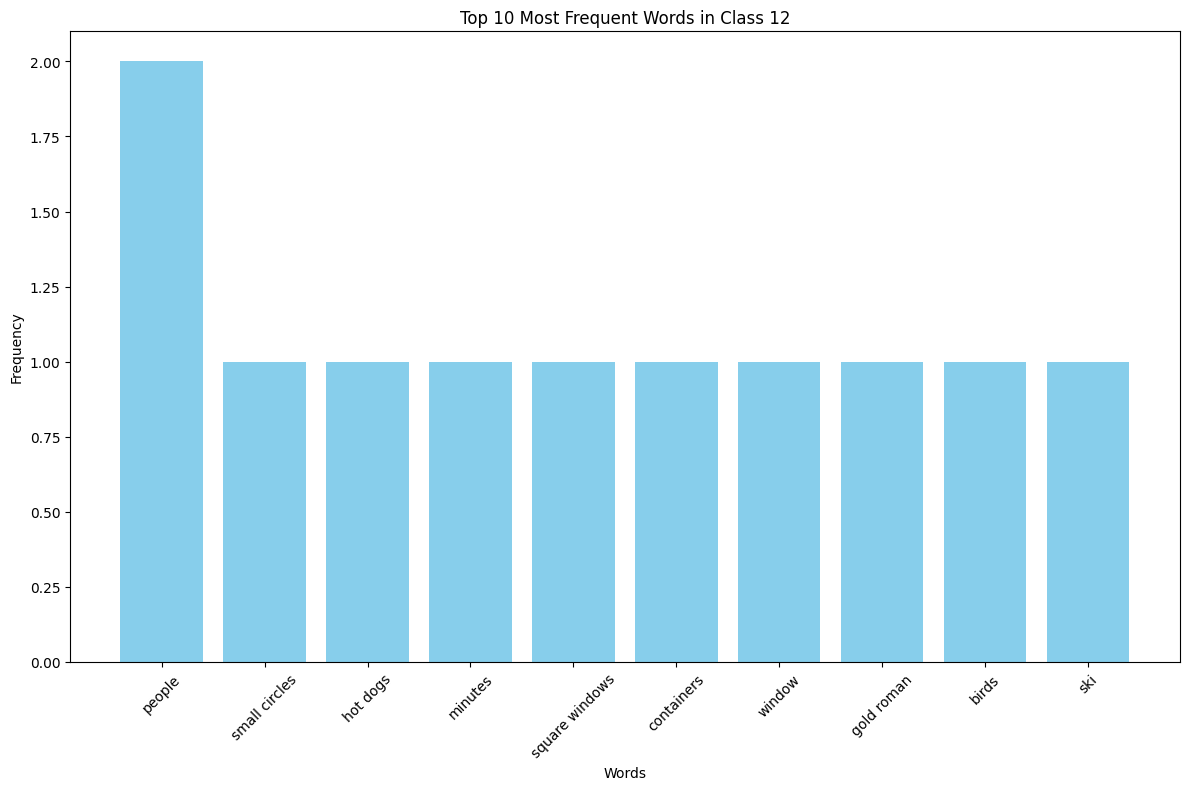 Top 10 Most Frequent Words in Class 12
Frequency
2.00
1.75
1.50
1.25
1.00
0.75
0.50
0.25
0.00
people
small circles
hot dogs
minutes
square windows
containers
window
gold roman
birds
ski
Words